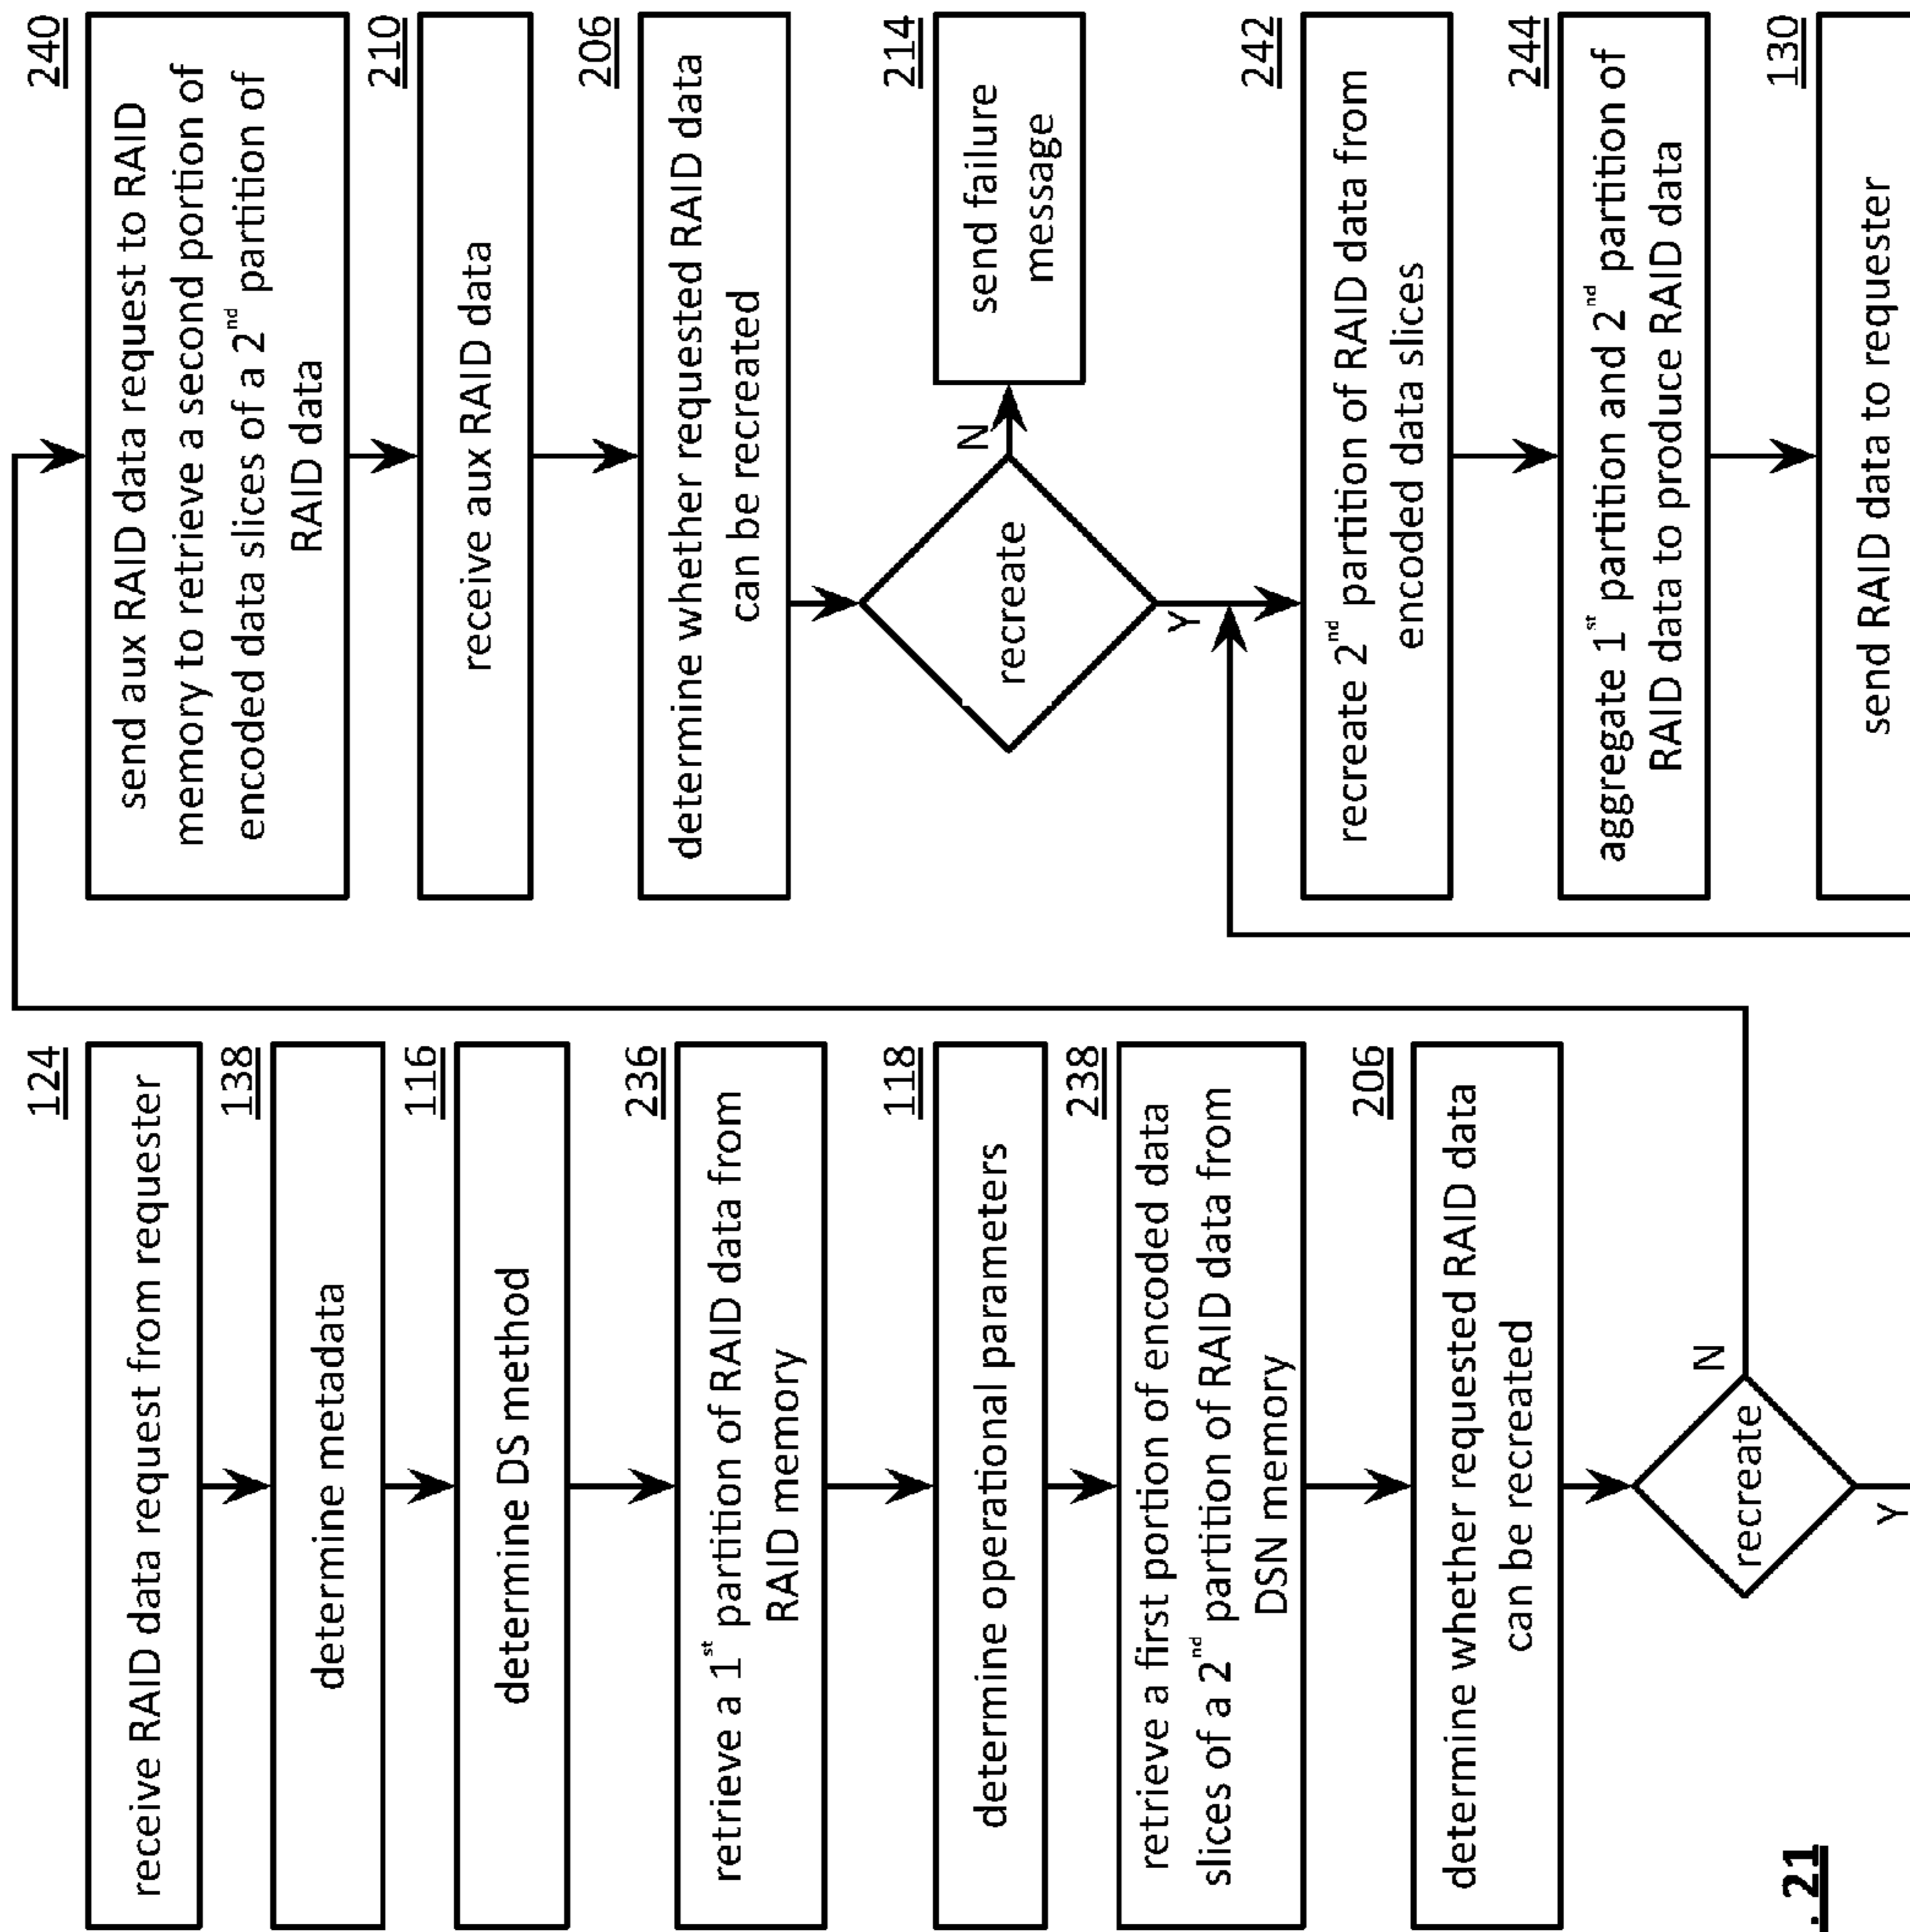 124
receive RAID data request from requester
138
determine metadata
116
determine DS method
236
retrieve a 1st partition of RAID data from
RAID memory
118
determine operational parameters
238
retrieve a first portion of encoded data
slices of a 2nd partition of RAID data from
DSN memory
206
determine whether requested RAID data
can be recreated
recreate
N
Y
. 21
240
send aux RAID data request to RAID
memory to retrieve a second portion of
encoded data slices of a 2nd partition of
RAID data
210
receive aux RAID data
206
determine whether requested RAID data
can be recreated
recreate
N
Y
214
send failure
message
242
recreate 2nd partition of RAID data from
encoded data slices
244
aggregate 1st partition and 2nd partition of
RAID data to produce RAID data
130
send RAID data to requester